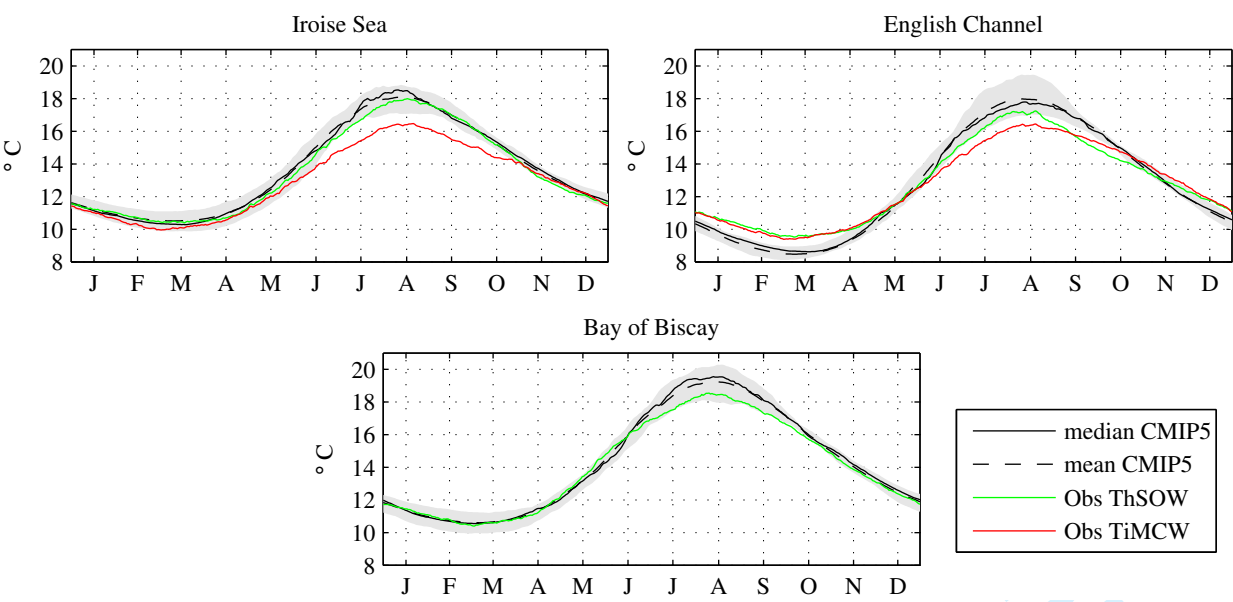 Iroise Sea
20
18
16
14
12
10
8
° C
J F M A M J J A S O N D
English Channel
20
18
16
14
12
10
8
° C
J F M A M J J A S O N D
Bay of Biscay
20
18
16
14
12
10
8
° C
J F M A M J J A S O N D
median CMIP5
mean CMIP5
Obs ThSOW
Obs TiMCW